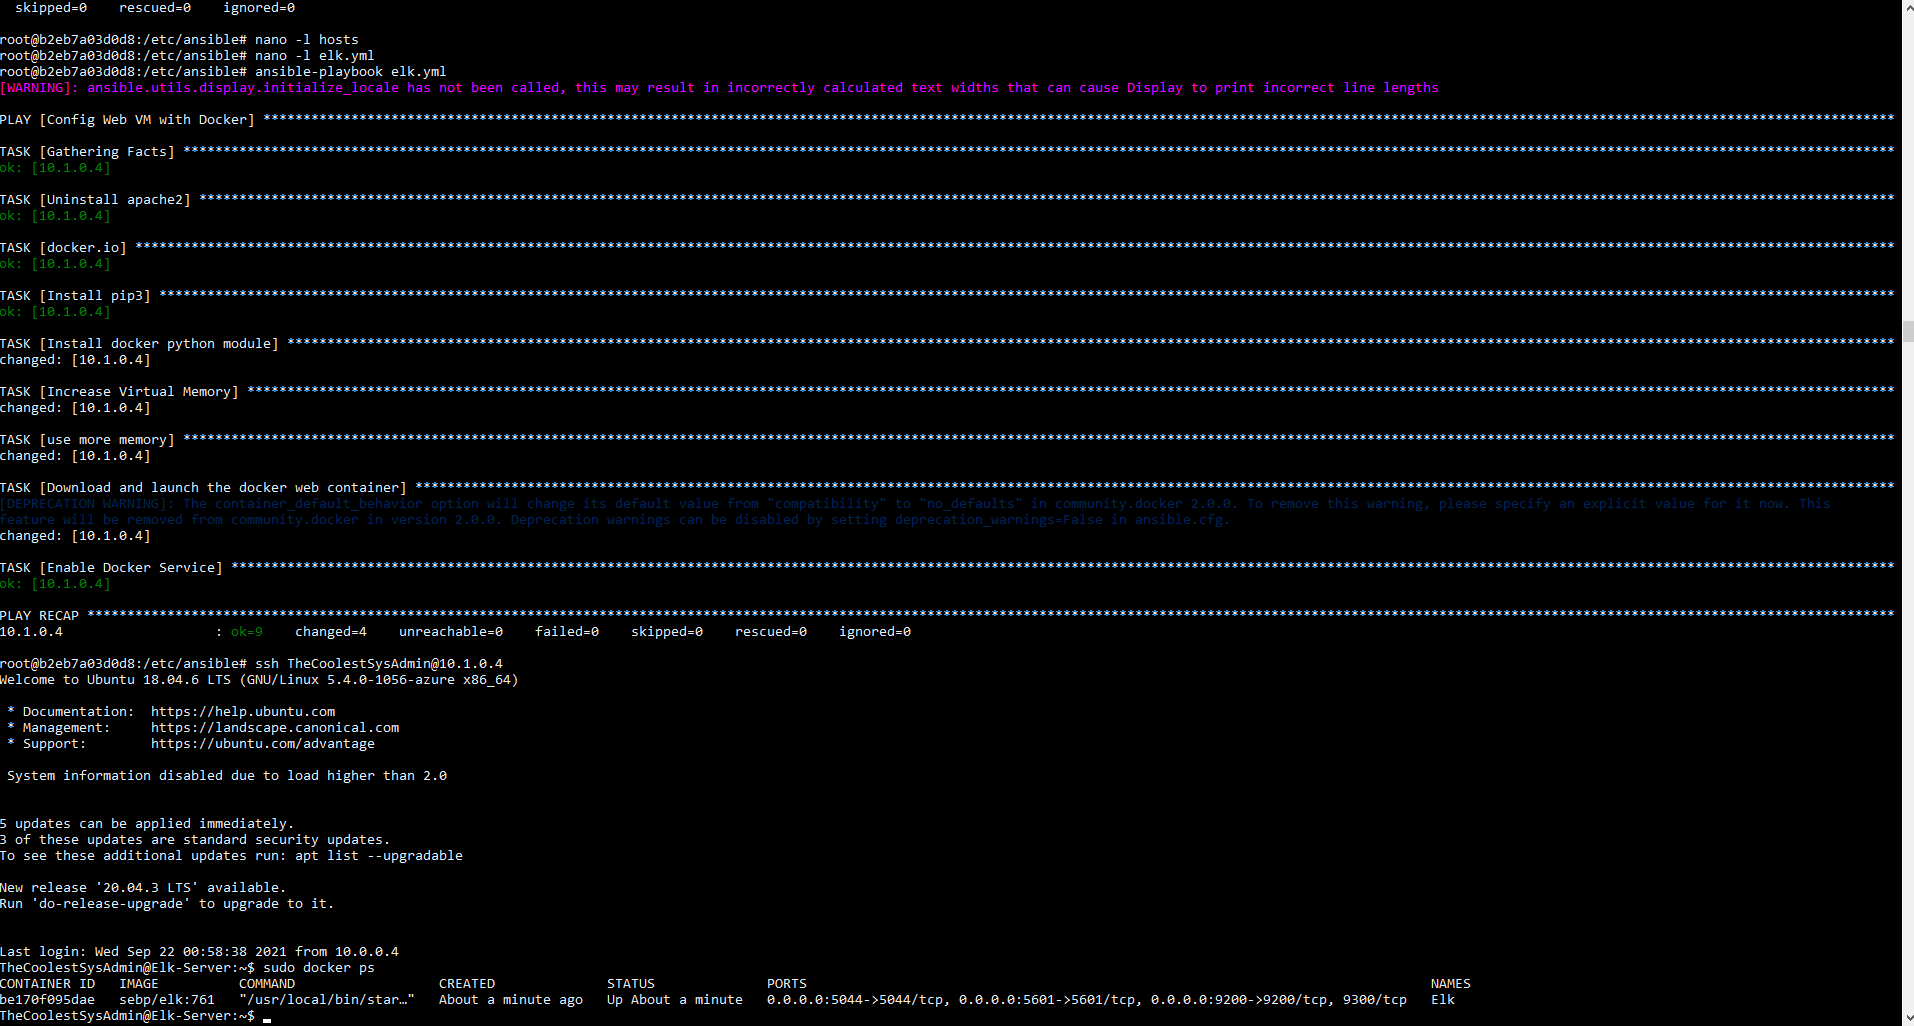 skipped=0    rescued=0    ignored=0
root@b2eb7a03d0d8:/etc/ansible# nano -l hosts
root@b2eb7a03d0d8:/etc/ansible# nano -l elk.yml
root@b2eb7a03d0d8:/etc/ansible# ansible-playbook elk.yml
[WARNING]: ansible.utils.display.initialize_locale has not been called, this may result in incorrectly calculated text widths that can cause Display to print incorrect line lengths
PLAY [Config Web VM with Docker] ****
TASK [Gathering Facts] ****
ok: [10.1.0.4]
TASK [Uninstall apache2] ****
ok: [10.1.0.4]
TASK [docker.io] ****
ok: [10.1.0.4]
TASK [Install pip3] ****
ok: [10.1.0.4]
TASK [Install docker python module] ****
changed: [10.1.0.4]
TASK [Increase Virtual Memory] ****
changed: [10.1.0.4]
TASK [use more memory] ****
changed: [10.1.0.4]
TASK [Download and launch the docker web container] ****
[DEPRECATION WARNING]: The container_default_behavior option will change its default value from "compatibility" to "no_defaults" in community.docker 2.0.0. To remove this warning, please specify an explicit value for it now. This
feature will be removed from community.docker in version 2.0.0. Deprecation warnings can be disabled by setting deprecation_warnings=False in ansible.cfg.
changed: [10.1.0.4]
TASK [Enable Docker Service] ****
ok: [10.1.0.4]
PLAY RECAP ****
10.1.0.4                   : ok=9    changed=4    unreachable=0    failed=0    skipped=0    rescued=0    ignored=0
root@b2eb7a03d0d8:/etc/ansible# ssh TheCoolestSysAdmin@10.1.0.4
Welcome to Ubuntu 18.04.6 LTS (GNU/Linux 5.4.0-1056-azure x86_64)
* Documentation:  https://help.ubuntu.com
* Management:     https://landscape.canonical.com
* Support:        https://ubuntu.com/advantage
System information disabled due to load higher than 2.0
5 updates can be applied immediately.
3 of these updates are standard security updates.
To see these additional updates run: apt list --upgradable
New release '20.04.3 LTS' available.
Run 'do-release-upgrade' to upgrade to it.
Last login: Wed Sep 22 00:58:38 2021 from 10.0.0.4
TheCoolestSysAdmin@Elk-Server:~$ sudo docker ps
CONTAINER ID   IMAGE          COMMAND                  CREATED              STATUS              PORTS                                                                              NAMES
be170f095dae   sebp/elk:761   "/usr/local/bin/star…"   About a minute ago   Up About a minute   0.0.0.0:5044->5044/tcp, 0.0.0.0:5601->5601/tcp, 0.0.0.0:9200->9200/tcp, 9300/tcp   Elk
TheCoolestSysAdmin@Elk-Server:~$